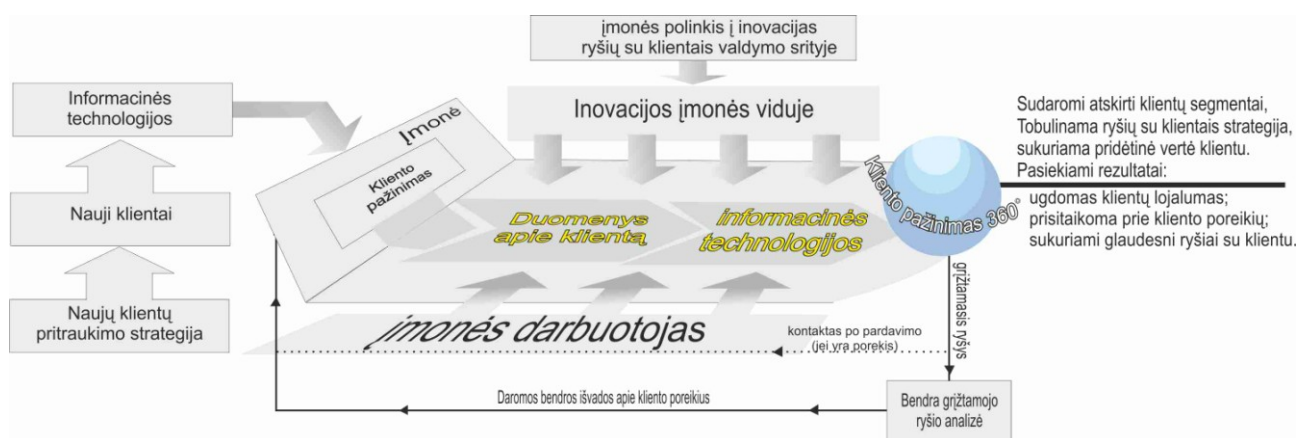 įmonės polinkis į inovacijas
ryšių su klientais valdymo srityje
Informacinės
technologijos
Inovacijos įmonės viduje
Įmonė
Kliento
pažinimas
Sudaromi atskirti klientų segmentai,
Tobulinama ryšių su klientais strategija,
sukuriama pridėtinė vertė klientu.
Pasiekiami rezultatai:
ugdomas klientų lojalumas;
prisitaikoma prie kliento poreikių;
sukuriami glaudesni ryšiai su klientu.
Kliento pažinimas 360°
Nauji klientai
Duomenys
apie klientą
informacinės
technologijos
Naujų klientų
pritraukimo strategija
įmonės darbuotojas
kontaktas po pardavimo
(jei yra porekis)
grįžtamasis ryšys
Daromos bendros išvados apie kliento poreikius
Bendra grįžtamojo
ryšio analizė